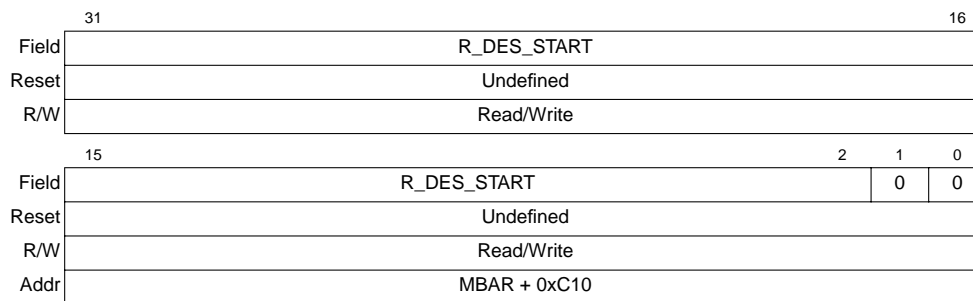 31 16
Field R_DES_START
Reset Undefined
R/W Read/Write
15 2 1 0
Field R_DES_START 0 0
Reset Undefined
R/W Read/Write
Addr MBAR + 0xC10